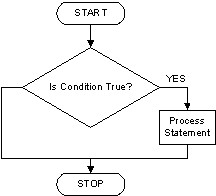 START
Is Condition True?
YES
Process
Statement
STOP